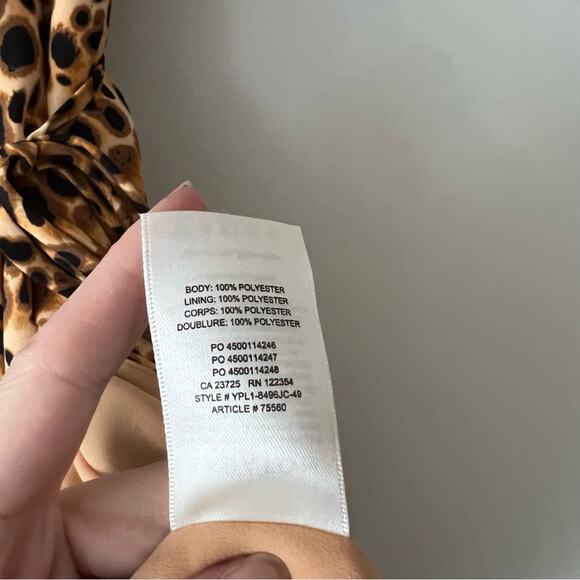 BODY: 100% POLYESTER
LINING: 100% POLYESTER
CORPS: 100% POLYESTER
DOUBLURE: 100% POLYESTER
PO 4500114246
PO 4500114247
PO 4500114248
CA 23725 RN 122354
STYLE # YPL1-8496JC-49
ARTICLE # 75560